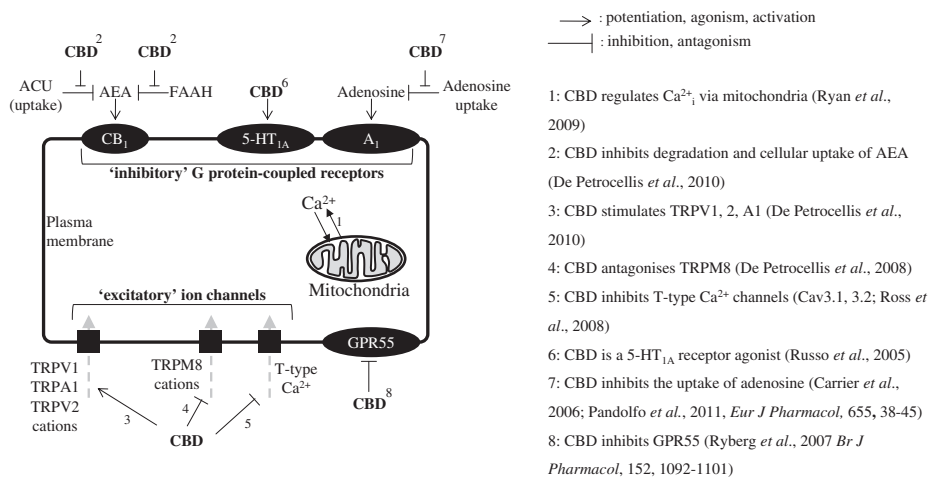 CBD² CBD² CBD⁷
ACU (uptake) AEA FAAH CBD⁶ Adenosine Adenosine uptake
CB₁ 5-HT₁A A₁
'inhibitory' G protein-coupled receptors
Plasma
membrane
Ca²⁺
1
Mitochondria
'excitatory' ion channels
GPR55
TRPV1
TRPA1
TRPV2
cations
TRPM8
cations
T-type
Ca²⁺
3 4 5
CBD
CBD⁸
: potentiation, agonism, activation
: inhibition, antagonism
1: CBD regulates Ca²⁺ᵢ via mitochondria (Ryan et al.,
2009)
2: CBD inhibits degradation and cellular uptake of AEA
(De Petrocellis et al., 2010)
3: CBD stimulates TRPV1, 2, A1 (De Petrocellis et al.,
2010)
4: CBD antagonises TRPM8 (De Petrocellis et al., 2008)
5: CBD inhibits T-type Ca²⁺ channels (Cav3.1, 3.2; Ross et
al., 2008)
6: CBD is a 5-HT₁A receptor agonist (Russo et al., 2005)
7: CBD inhibits the uptake of adenosine (Carrier et al.,
2006; Pandolfo et al., 2011, Eur J Pharmacol, 655, 38-45)
8: CBD inhibits GPR55 (Ryberg et al., 2007 Br J
Pharmacol, 152, 1092-1101)